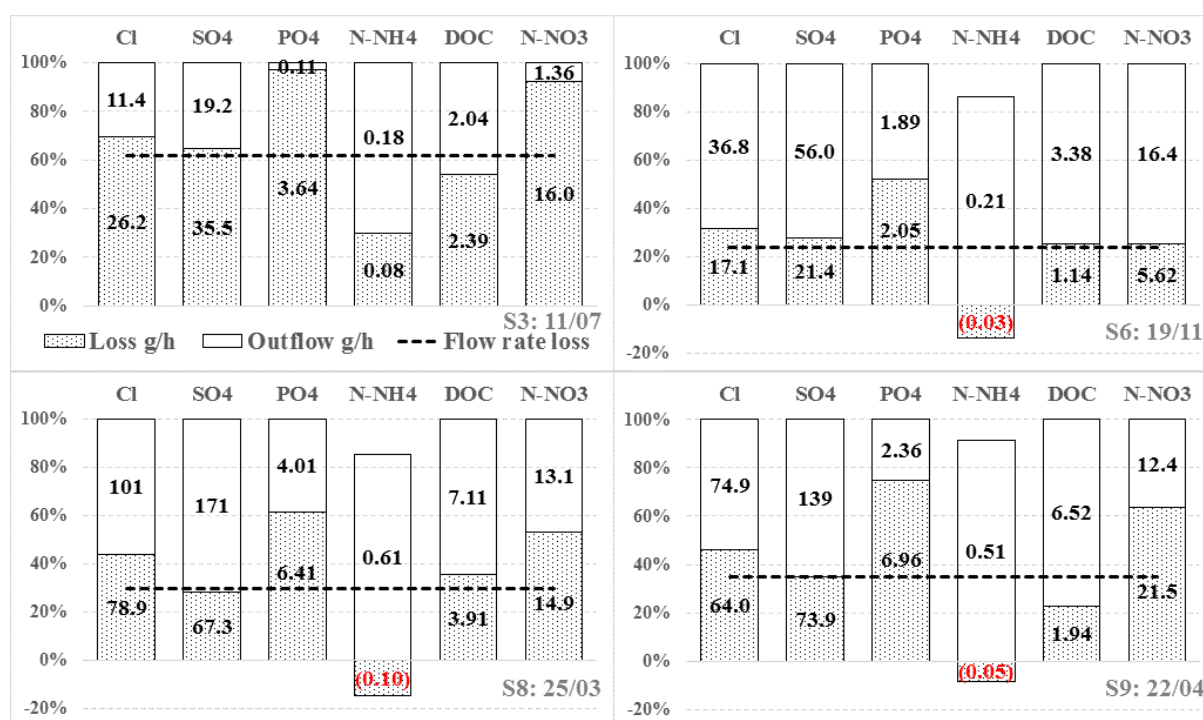 Cl SO4 PO4 N-NH4 DOC N-NO3
100% 11.4 19.2 0.11 0.18 2.04 1.36
80%
60%
40% 26.2 35.5 3.64 0.08 2.39 16.0
20%
0%
S3: 11/07
Loss g/h Outflow g/h Flow rate loss
Cl SO4 PO4 N-NH4 DOC N-NO3
100% 36.8 56.0 1.89 0.21 3.38 16.4
80%
60%
40%
20% 17.1 21.4 2.05 (0.03) 1.14 5.62
0%
-20%
S6: 19/11
Cl SO4 PO4 N-NH4 DOC N-NO3
100% 101 171 4.01 0.61 7.11 13.1
80%
60%
40%
20% 78.9 67.3 6.41 (0.10) 3.91 14.9
0%
-20%
S8: 25/03
Cl SO4 PO4 N-NH4 DOC N-NO3
100% 74.9 139 2.36 0.51 6.52 12.4
80%
60%
40%
20% 64.0 73.9 6.96 (0.05) 1.94 21.5
0%
-20%
S9: 22/04